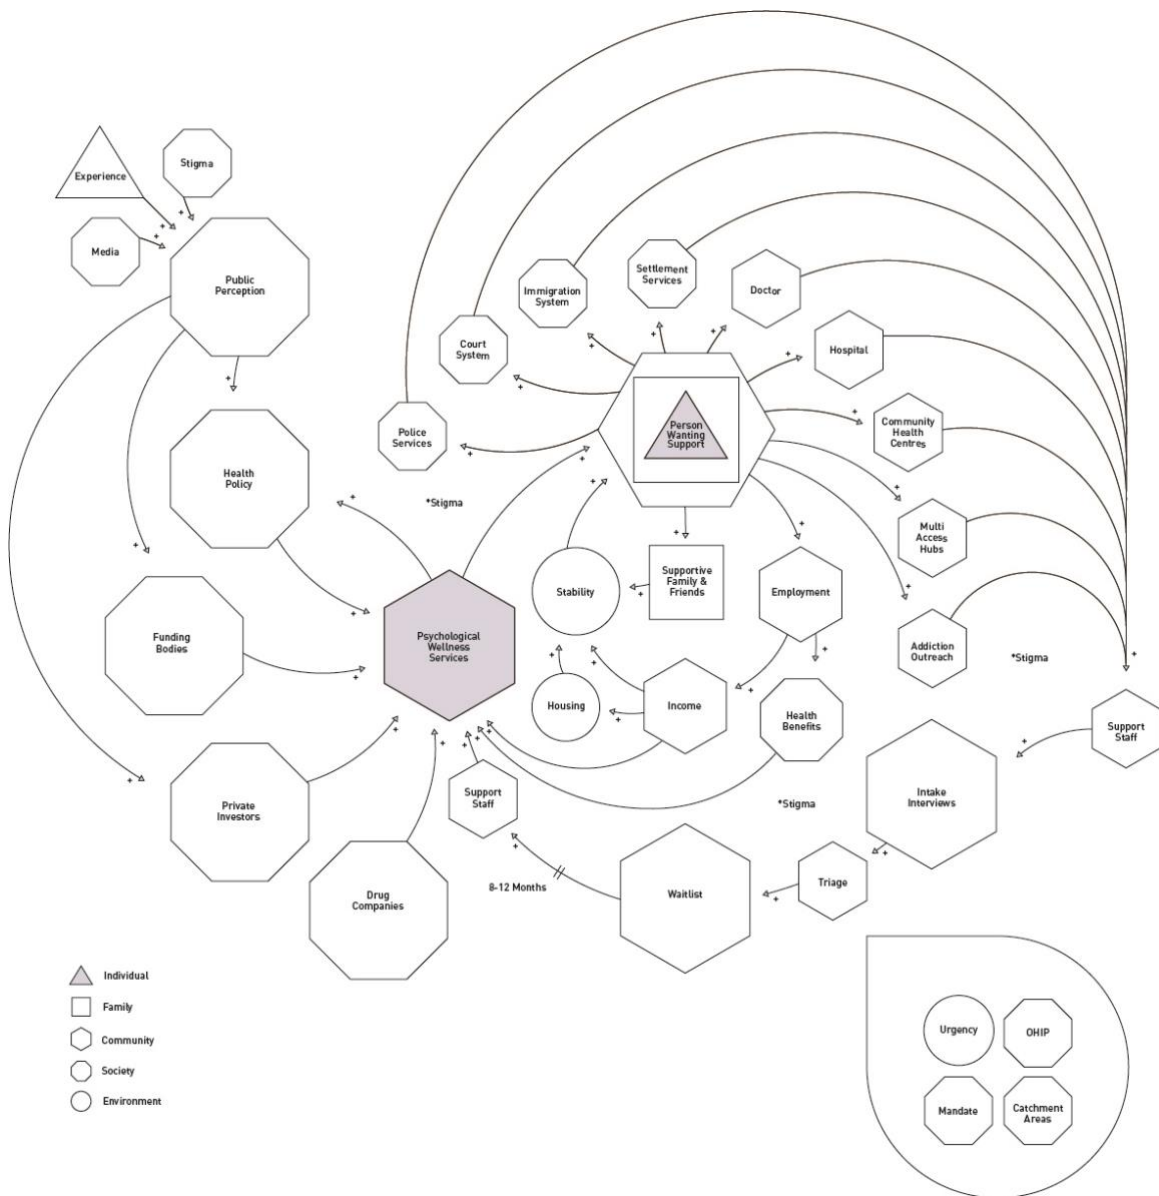 Experience
Stigma
Media
Public
Perception
Health
Policy
Funding
Bodies
Private
Investors
Drug
Companies
Psychological
Wellness
Services
Police
Services
Court
System
Immigration
System
Settlement
Services
Doctor
Hospital
Community
Health
Centres
Multi
Access
Hubs
Addiction
Outreach
Person
Wanting
Support
*Stigma
Stability
Supportive
Family &
Friends
Employment
Housing
Income
Health
Benefits
*Stigma
Support
Staff
Intake
Interviews
*Stigma
Triage
Waitlist
8-12 Months
Support
Staff
Individual
Family
Community
Society
Environment
Urgency
OHIP
Mandate
Catchment
Areas